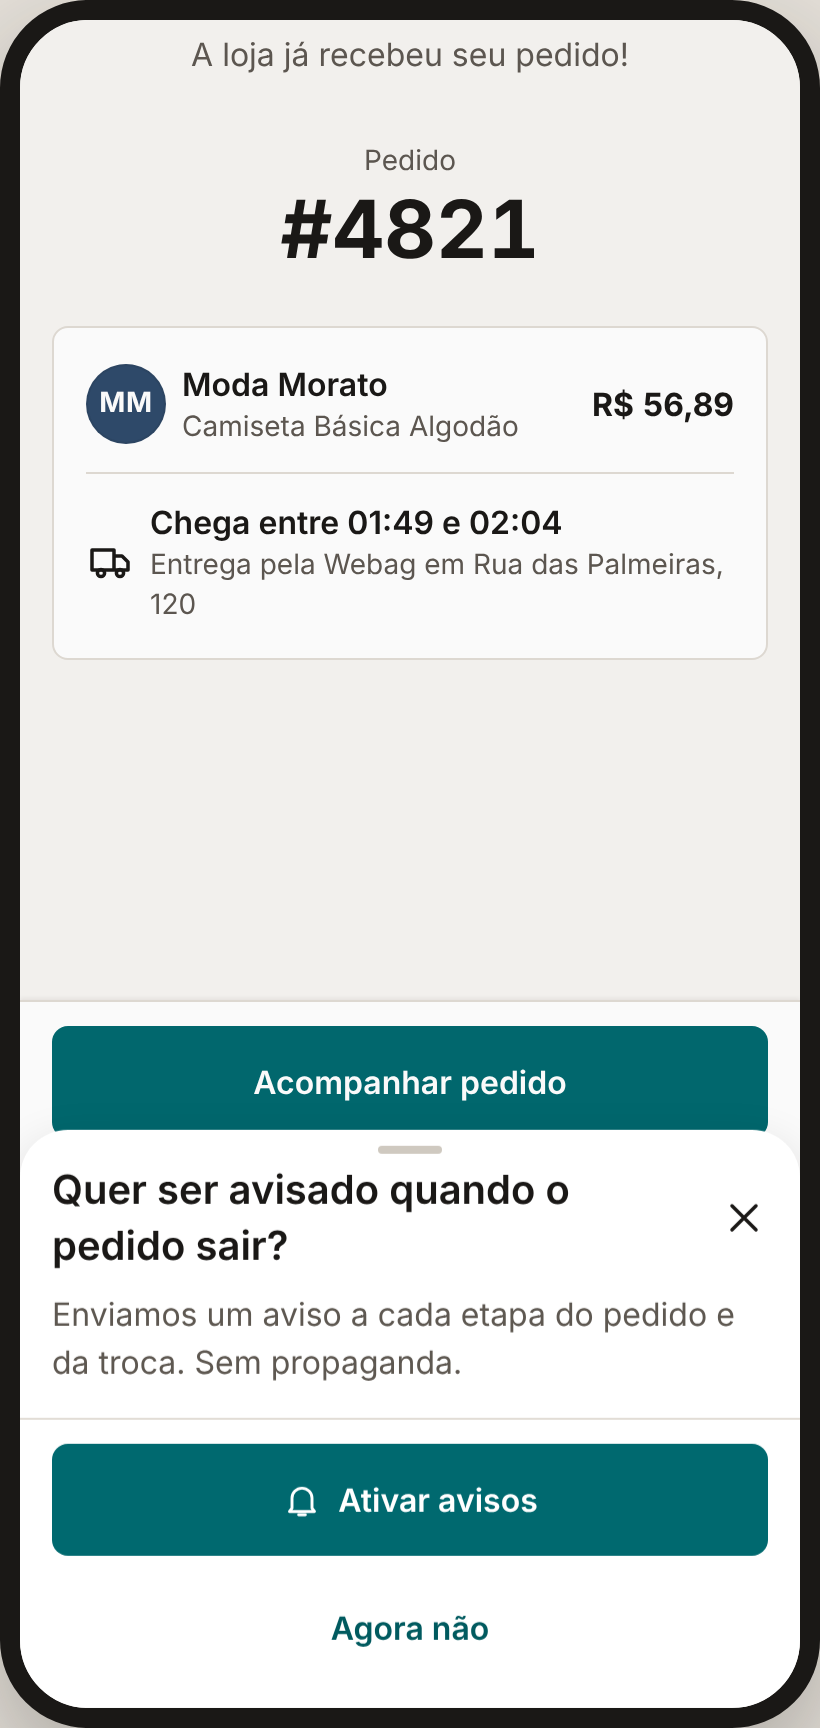 A loja já recebeu seu pedido!
Pedido
#4821
MM
Moda Morato
Camiseta Básica Algodão
R$ 56,89
Chega entre 01:49 e 02:04
Entrega pela Webag em Rua das Palmeiras,
120
Acompanhar pedido
Quer ser avisado quando o
pedido sair?
Enviamos um aviso a cada etapa do pedido e
da troca. Sem propaganda.
Ativar avisos
Agora não